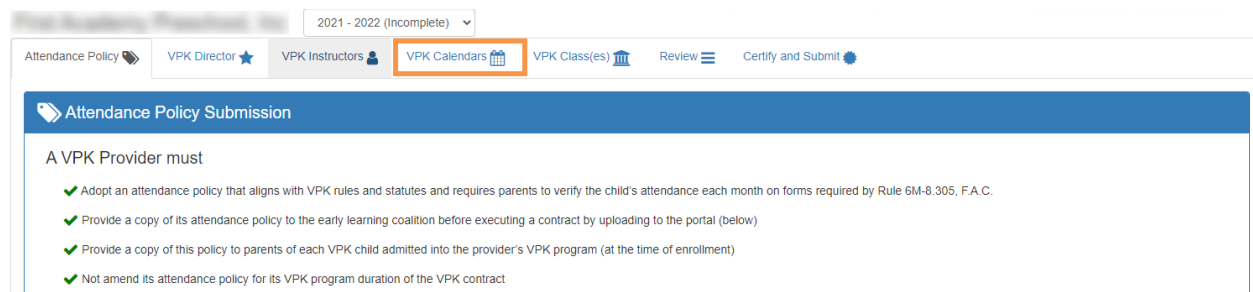 2021 - 2022 (Incomplete)
Attendance Policy VPK Director VPK Instructors VPK Calendars VPK Class(es) Review Certify and Submit
Attendance Policy Submission
A VPK Provider must
Adopt an attendance policy that aligns with VPK rules and statutes and requires parents to verify the child's attendance each month on forms required by Rule 6M-8.305, F.A.C.
Provide a copy of its attendance policy to the early learning coalition before executing a contract by uploading to the portal (below)
Provide a copy of this policy to parents of each VPK child admitted into the provider's VPK program (at the time of enrollment)
Not amend its attendance policy for its VPK program duration of the VPK contract